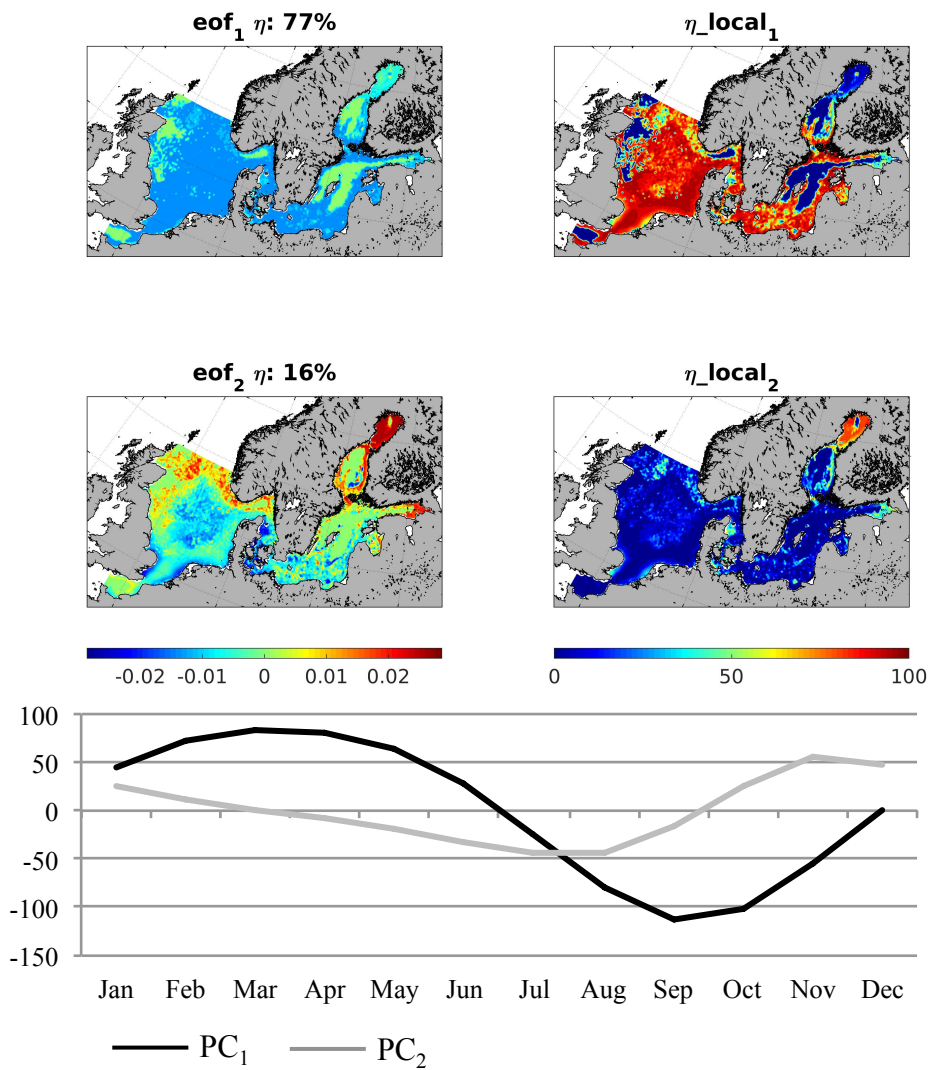 eof₁ η: 77%
η_local₁
eof₂ η: 16%
η_local₂
-0.02 -0.01 0 0.01 0.02
0 50 100
100
50
0
-50
-100
-150
Jan Feb Mar Apr May Jun Jul Aug Sep Oct Nov Dec
PC₁ PC₂